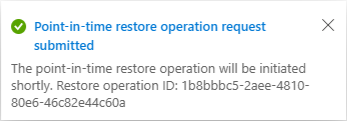 Point-in-time restore operation request
submitted
The point-in-time restore operation will be initiated
shortly. Restore operation ID: 1b8bbbc5-2aee-4810-
80e6-46c82e44c60a